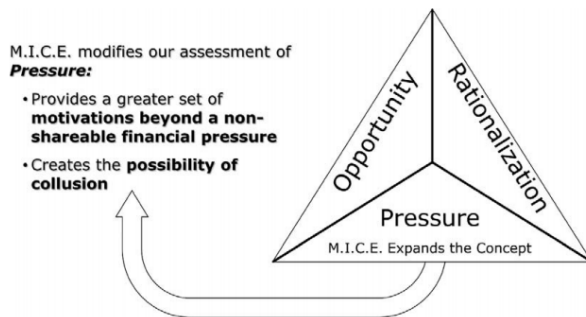 M.I.C.E. modifies our assessment of
Pressure:
• Provides a greater set of
motivations beyond a non-
shareable financial pressure
• Creates the possibility of
collusion
Opportunity
Rationalization
Pressure
M.I.C.E. Expands the Concept